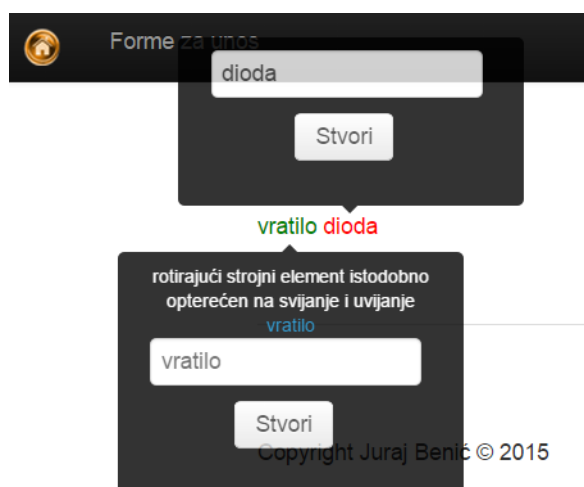 Forme za unos
dioda
Stvori
vratilo dioda
rotirajući strojni element istodobno
opterećen na svijanje i uvijanje
vratilo
vratilo
Stvori
Copyright Juraj Benić © 2015